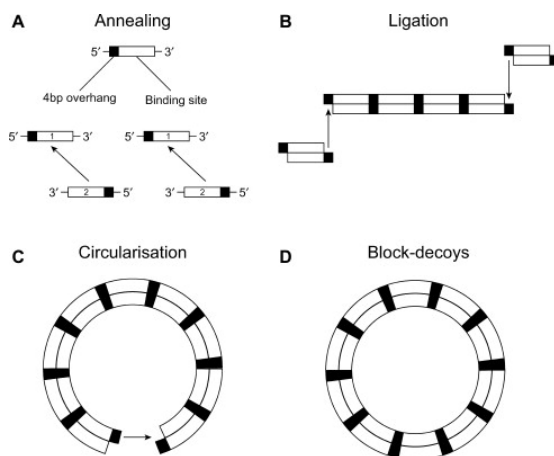 A Annealing
5′ 3′
4bp overhang Binding site
5′ 1 3′ 5′ 1 3′
3′ 2 5′ 3′ 2 5′
B Ligation
C Circularisation
D Block-decoys